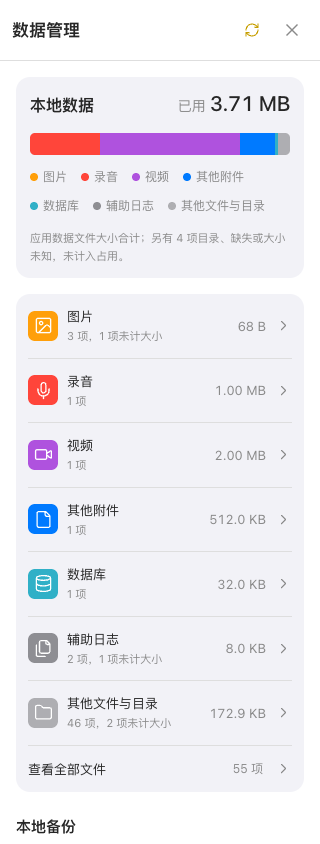 数据管理
本地数据
已用 3.71 MB
图片 录音 视频 其他附件
数据库 辅助日志 其他文件与目录
应用数据文件大小合计；另有 4 项目录、缺失或大小
未知，未计入占用。
图片
3 项，1 项未计大小
68 B
录音
1 项
1.00 MB
视频
1 项
2.00 MB
其他附件
1 项
512.0 KB
数据库
1 项
32.0 KB
辅助日志
2 项，1 项未计大小
8.0 KB
其他文件与目录
46 项，2 项未计大小
172.9 KB
查看全部文件
55 项
本地备份